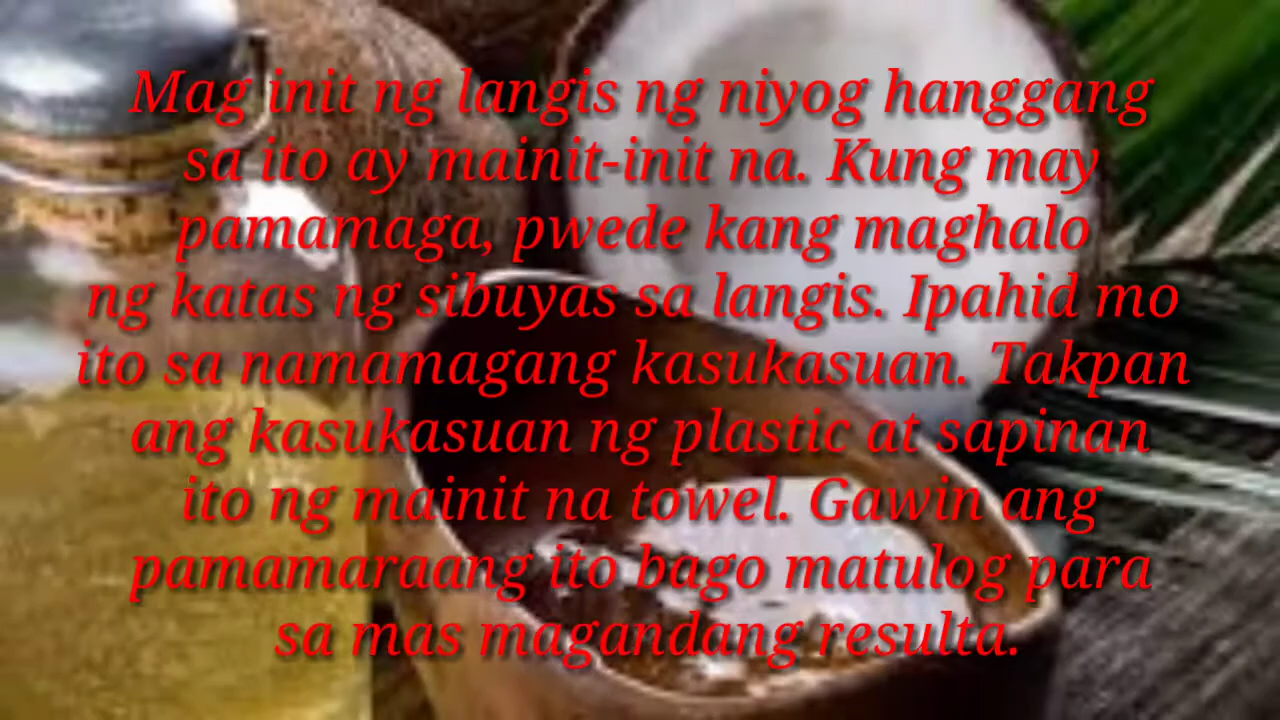 Mag init ng langis ng niyog hanggang
sa ito ay mainit-init na. Kung may
pamamaga, pwede kang maghalo
ng katas ng sibuyas sa langis. Ipahid mo
ito sa namamagang kasukasuan. Takpan
ang kasukasuan ng plastic at sapinan
ito ng mainit na towel. Gawin ang
pamamaraang ito bago matulog para
sa mas magandang resulta.